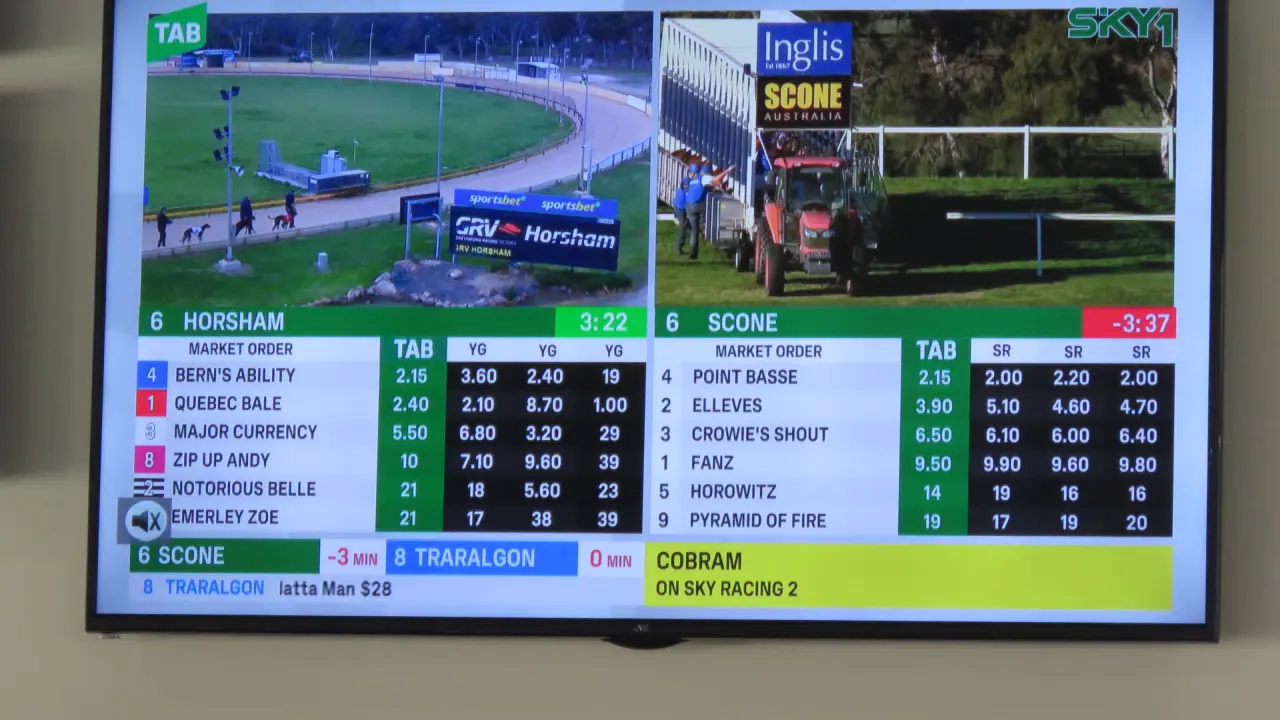 TAB
SKY1
Inglis
Est 1867
SCONE
AUSTRALIA
sportsbet sportsbet
GRV Horsham
GRV HORSHAM
6 HORSHAM 3:22
MARKET ORDER TAB YG YG YG
4 BERN'S ABILITY 2.15 3.60 2.40 19
1 QUEBEC BALE 2.40 2.10 8.70 1.00
3 MAJOR CURRENCY 5.50 6.80 3.20 29
8 ZIP UP ANDY 10 7.10 9.60 39
2 NOTORIOUS BELLE 21 18 5.60 23
EMERLEY ZOE 21 17 38 39
6 SCONE -3:37
MARKET ORDER TAB SR SR SR
4 POINT BASSE 2.15 2.00 2.20 2.00
2 ELLEVES 3.90 5.10 4.60 4.70
3 CROWIE'S SHOUT 6.50 6.10 6.00 6.40
1 FANZ 9.50 9.90 9.60 9.80
5 HOROWITZ 14 19 16 16
9 PYRAMID OF FIRE 19 17 19 20
6 SCONE -3 MIN 8 TRARALGON 0 MIN
8 TRARALGON latta Man $28
COBRAM
ON SKY RACING 2